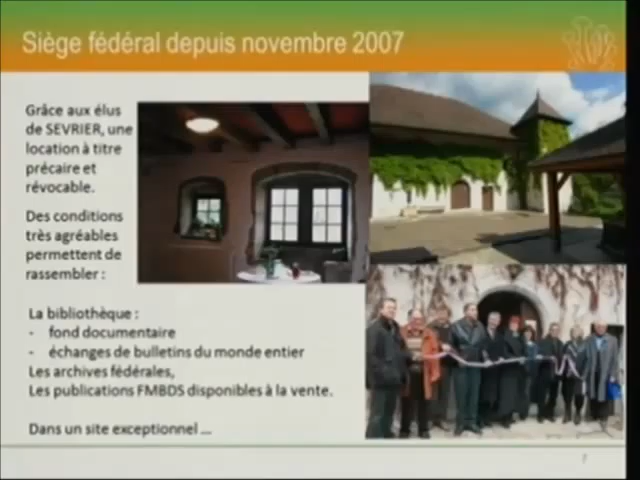 Siège fédéral depuis novembre 2007
Grâce aux élus
de SEVRIER, une
location à titre
précaire et
révocable.
Des conditions
très agréables
permettent de
rassembler :
La bibliothèque :
- fond documentaire
- échanges de bulletins du monde entier
Les archives fédérales,
Les publications FMBDS disponibles à la vente.
Dans un site exceptionnel ...